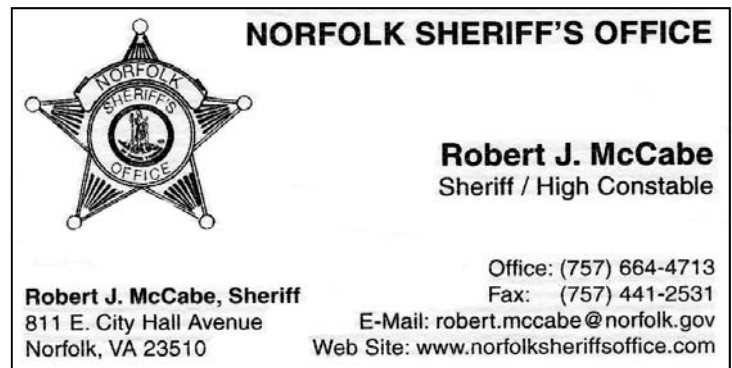 NORFOLK SHERIFF'S OFFICE
NORFOLK
SHERIFF'S
OFFICE
Robert J. McCabe
Sheriff / High Constable
Office: (757) 664-4713
Fax: (757) 441-2531
E-Mail: robert.mccabe@norfolk.gov
Web Site: www.norfolksheriffsoffice.com
Robert J. McCabe, Sheriff
811 E. City Hall Avenue
Norfolk, VA 23510